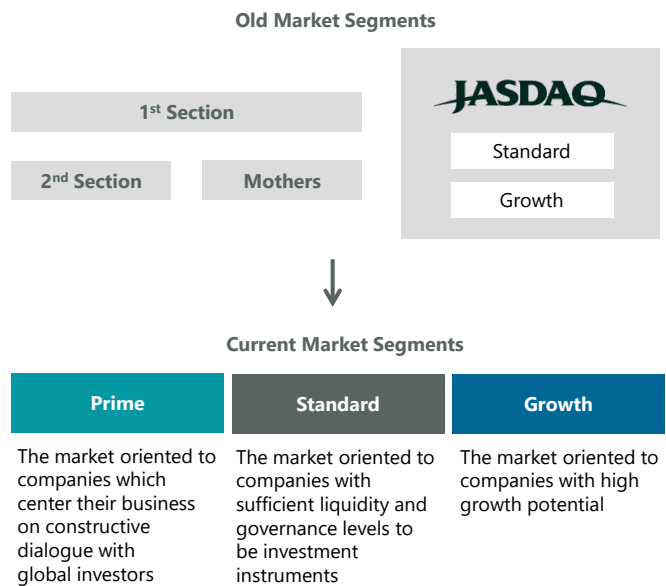 Old Market Segments
1st Section
2nd Section
Mothers
JASDAQ
Standard
Growth
Current Market Segments
Prime
Standard
Growth
The market oriented to
companies which
center their business
on constructive
dialogue with
global investors
The market oriented to
companies with
sufficient liquidity and
governance levels to
be investment
instruments
The market oriented to
companies with high
growth potential